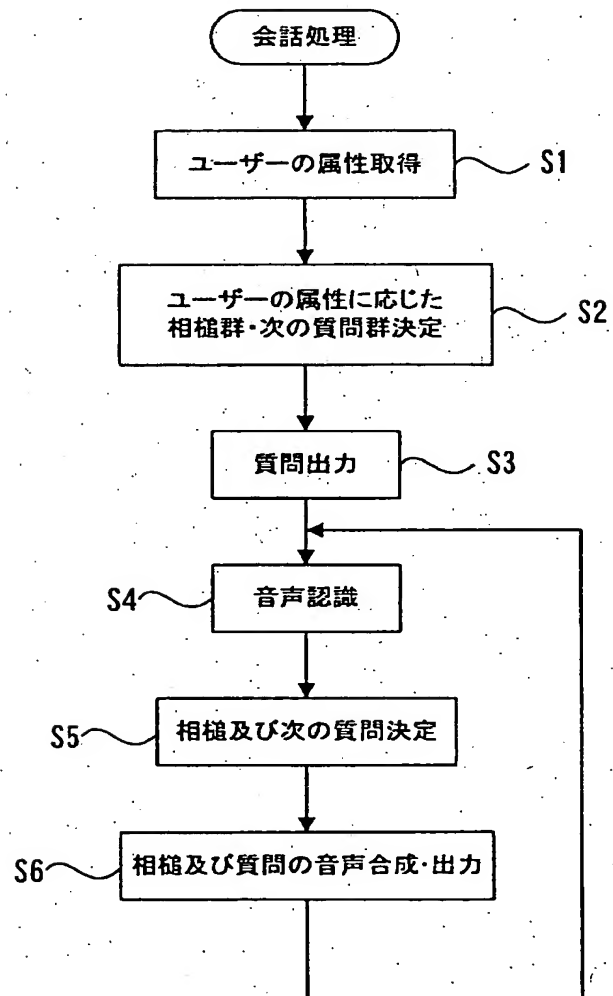 会話処理
ユーザーの属性取得
S1
ユーザーの属性に応じた
相槌群・次の質問群決定
S2
質問出力
S3
S4
音声認識
S5
相槌及び次の質問決定
S6
相槌及び質問の音声合成・出力